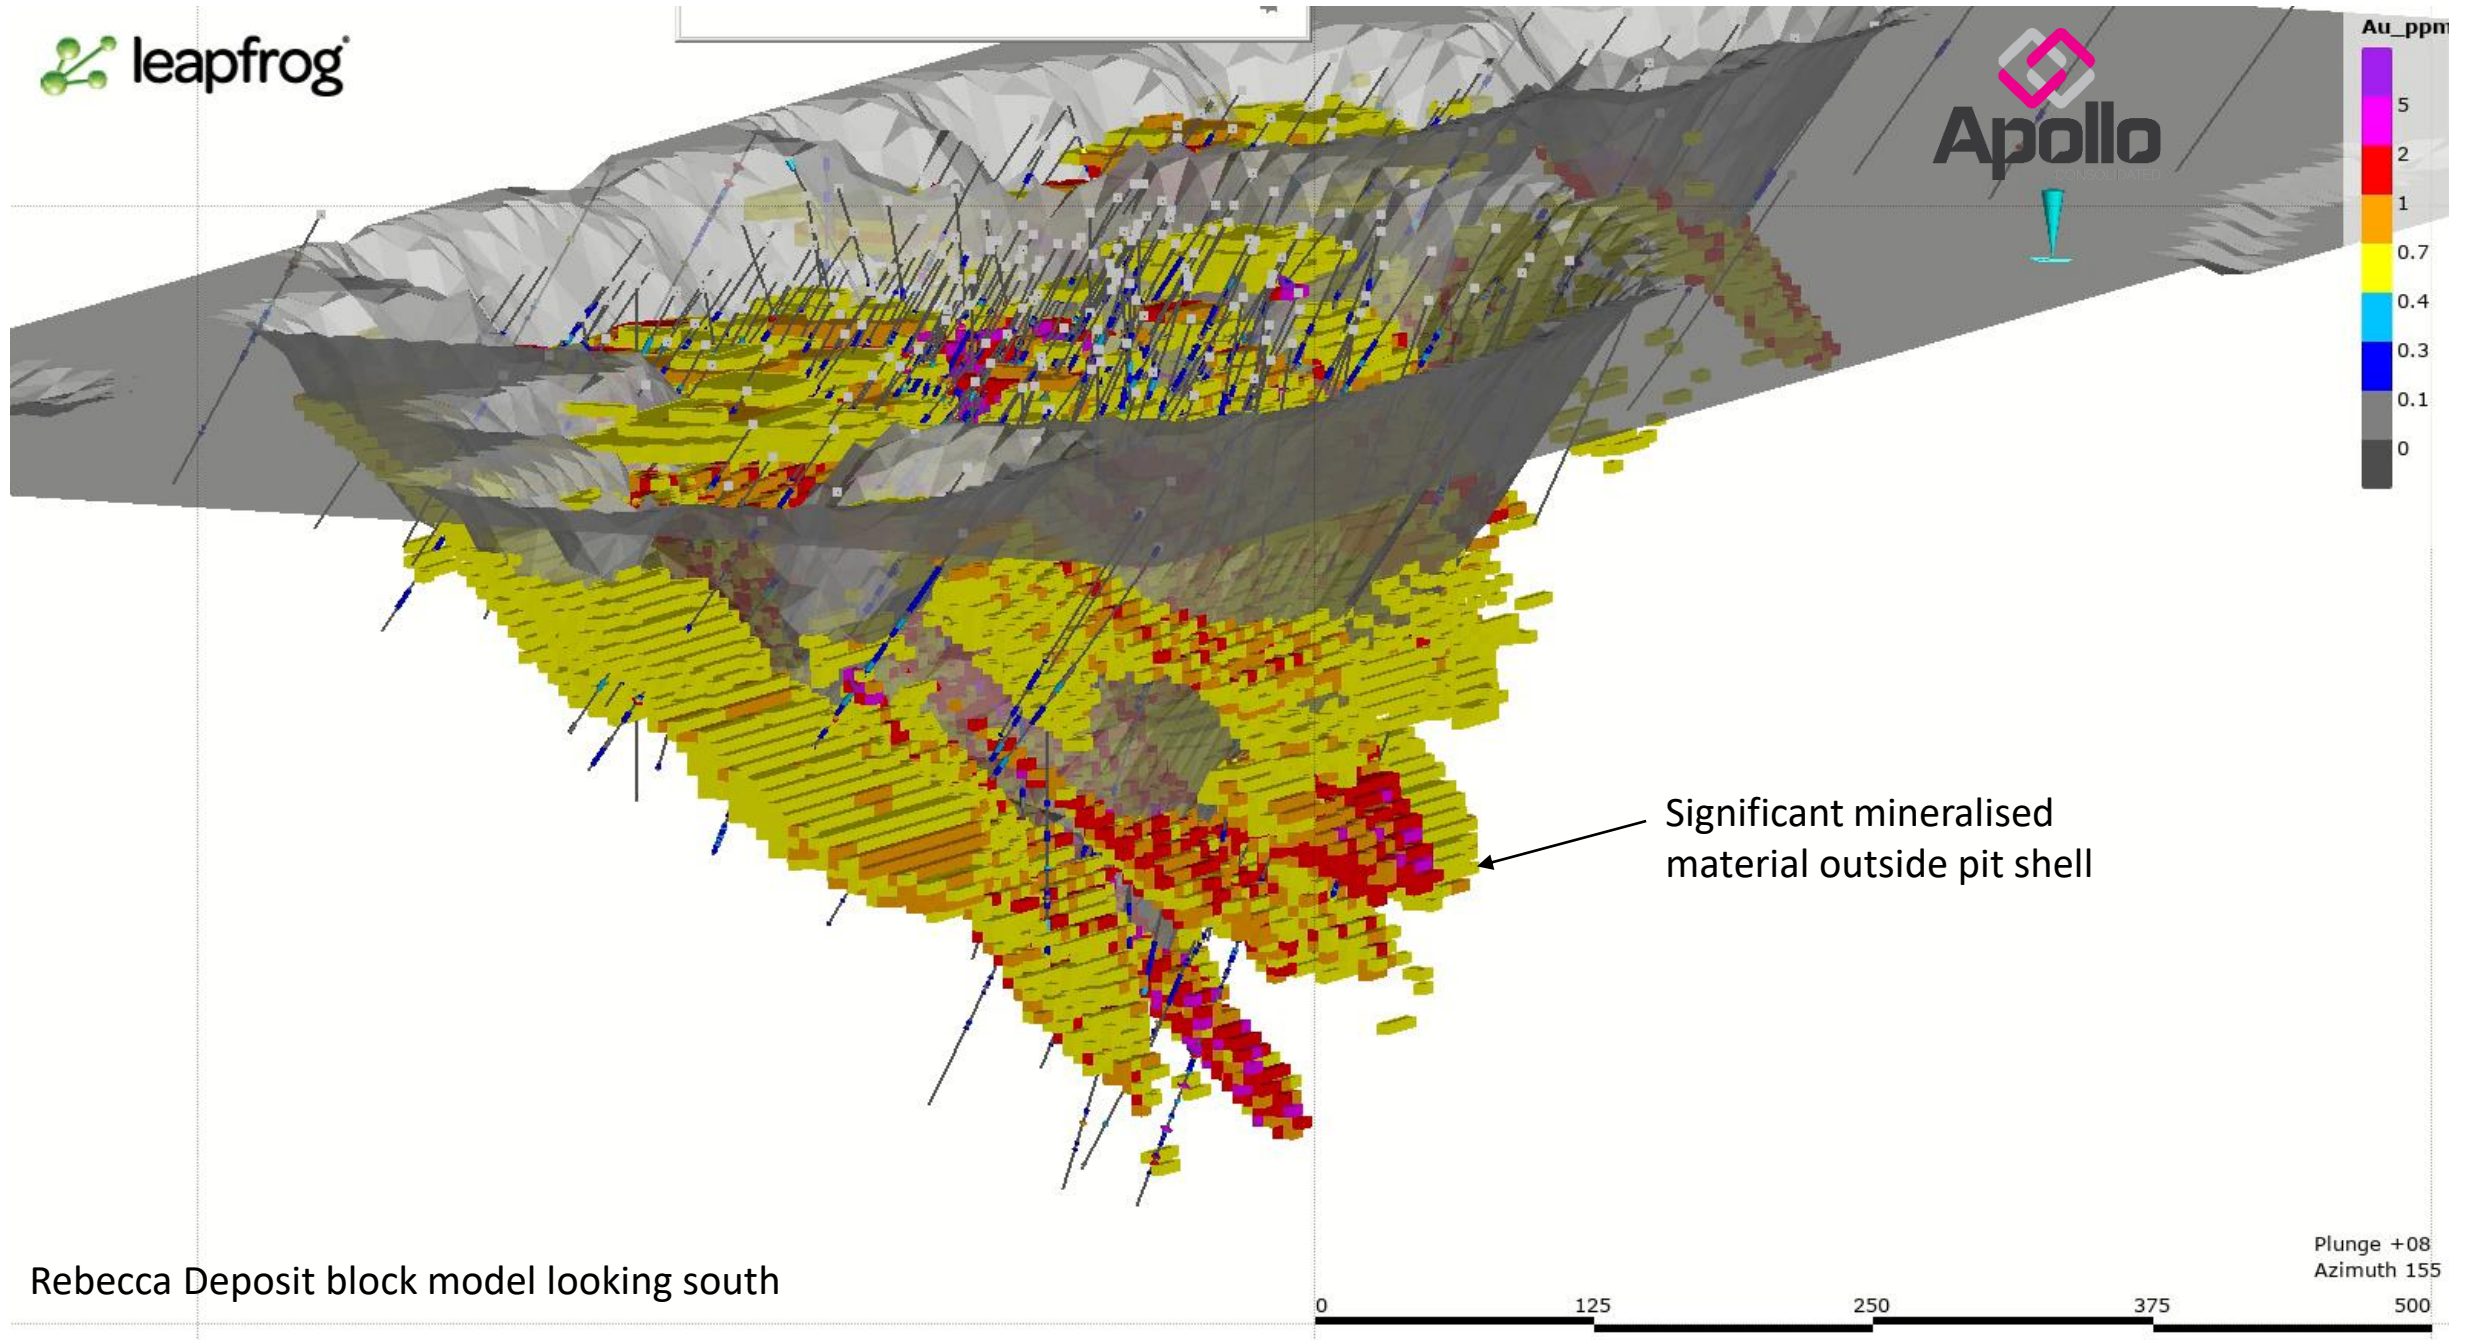 leapfrog
Au_ppm
5
2
1
0.7
0.4
0.3
0.1
0
Apollo
CONSOLIDATED
Significant mineralised
material outside pit shell
Plunge +08
Azimuth 155
Rebecca Deposit block model looking south
0 125 250 375 500